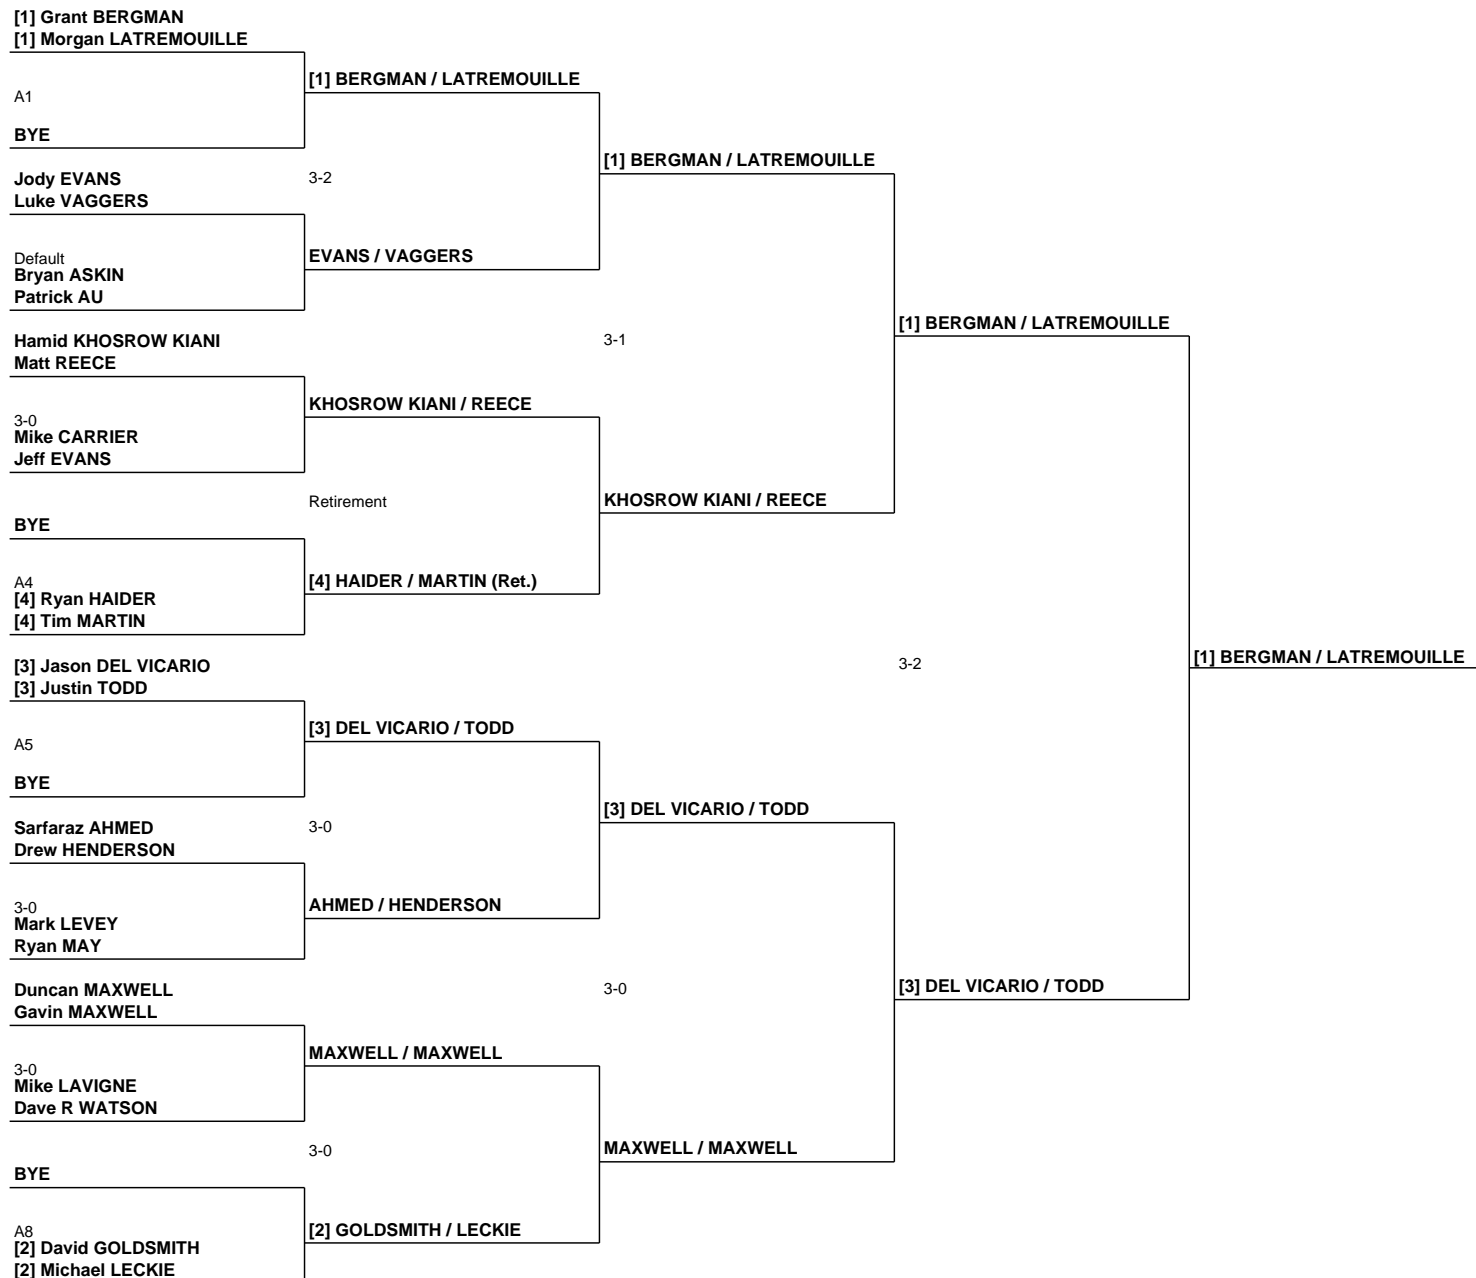 [1] Grant BERGMAN
[1] Morgan LATREMOUILLE
[1] BERGMAN / LATREMOUILLE
A1
BYE
[1] BERGMAN / LATREMOUILLE
Jody EVANS
3-2
Luke VAGGERS
EVANS / VAGGERS
Default
Bryan ASKIN
Patrick AU
[1] BERGMAN / LATREMOUILLE
Hamid KHOSROW KIANI
3-1
Matt REECE
KHOSROW KIANI / REECE
3-0
Mike CARRIER
Jeff EVANS
Retirement
KHOSROW KIANI / REECE
BYE
[4] HAIDER / MARTIN (Ret.)
A4
[4] Ryan HAIDER
[4] Tim MARTIN
[1] BERGMAN / LATREMOUILLE
[3] Jason DEL VICARIO
3-2
[3] Justin TODD
[3] DEL VICARIO / TODD
A5
BYE
[3] DEL VICARIO / TODD
Sarfaraz AHMED
3-0
Drew HENDERSON
AHMED / HENDERSON
3-0
Mark LEVEY
Ryan MAY
[3] DEL VICARIO / TODD
Duncan MAXWELL
3-0
Gavin MAXWELL
MAXWELL / MAXWELL
3-0
Mike LAVIGNE
Dave R WATSON
3-0
MAXWELL / MAXWELL
BYE
[2] GOLDSMITH / LECKIE
A8
[2] David GOLDSMITH
[2] Michael LECKIE